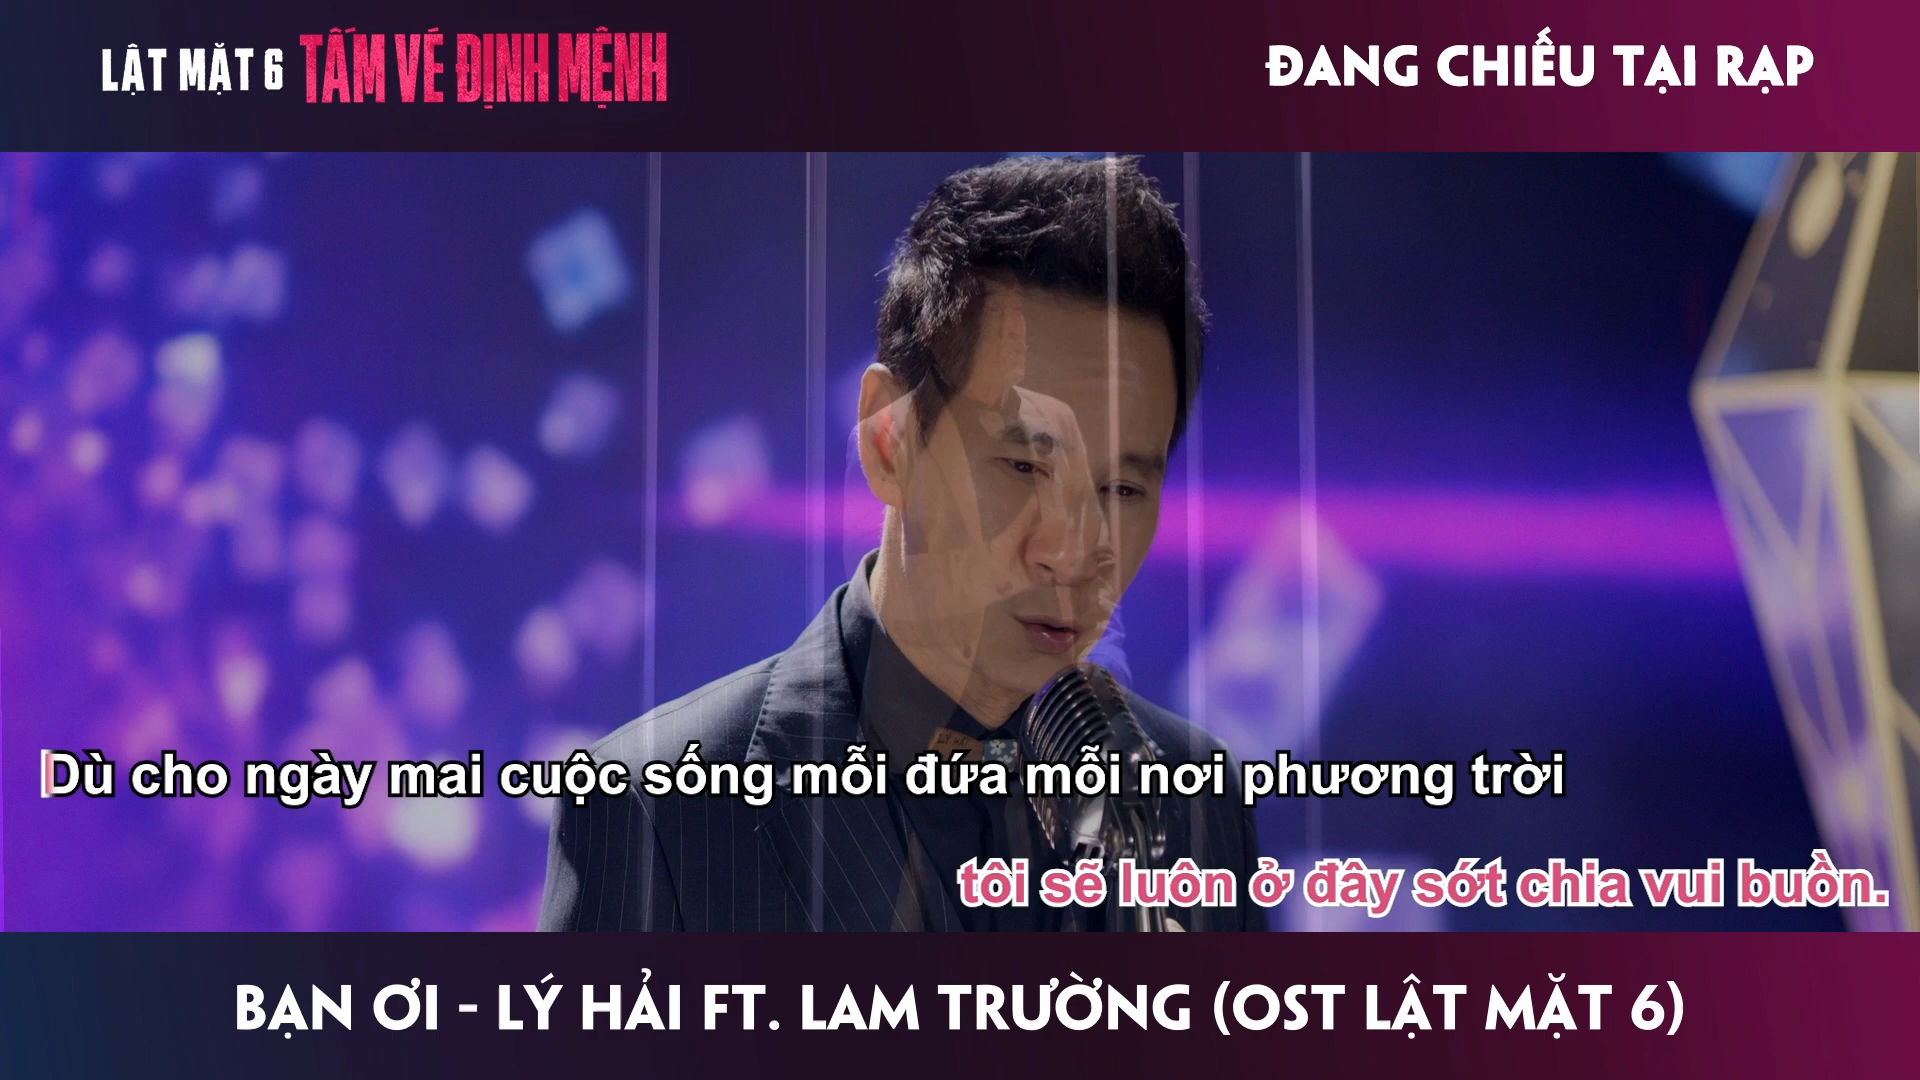 LẬT MẶT 6 TẤM VÉ ĐỊNH MỆNH
ĐANG CHIẾU TẠI RẠP
Dù cho ngày mai cuộc sống mỗi đứa mỗi nơi phương trời
tôi sẽ luôn ở đây sớt chia vui buồn.
BẠN ƠI - LÝ HẢI FT. LAM TRƯỜNG (OST LẬT MẶT 6)